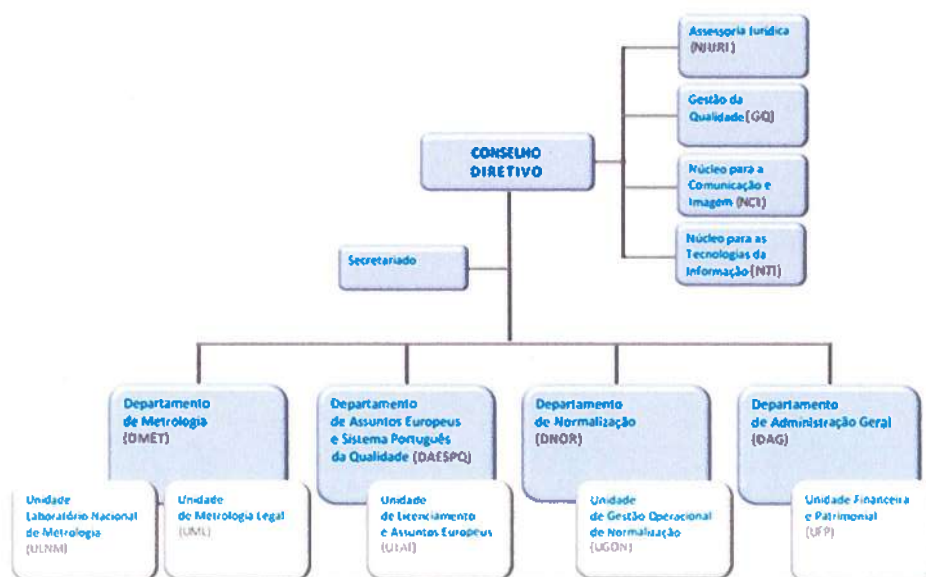 Assessoria Jurídica
(NJURI)
Gestão da
Qualidade (GQ)
CONSELHO
DIRETIVO
Núcleo para a
Comunicação e
Imagem (NCI)
Núcleo para as
Tecnologias da
Informação (NTI)
Secretariado
Departamento
de Metrologia
(DMET)
Departamento
de Assuntos Europeus
e Sistema Português
da Qualidade (DAESPQ)
Departamento
de Normalização
(DNOR)
Departamento
de Administração Geral
(DAG)
Unidade
Laboratório Nacional
de Metrologia
(ULNM)
Unidade
de Metrologia Legal
(UML)
Unidade
de Licenciamento
e Assuntos Europeus
Unidade
de Gestão Operacional
de Normalização
(UGON)
Unidade Financeira
e Patrimonial
(UFP)